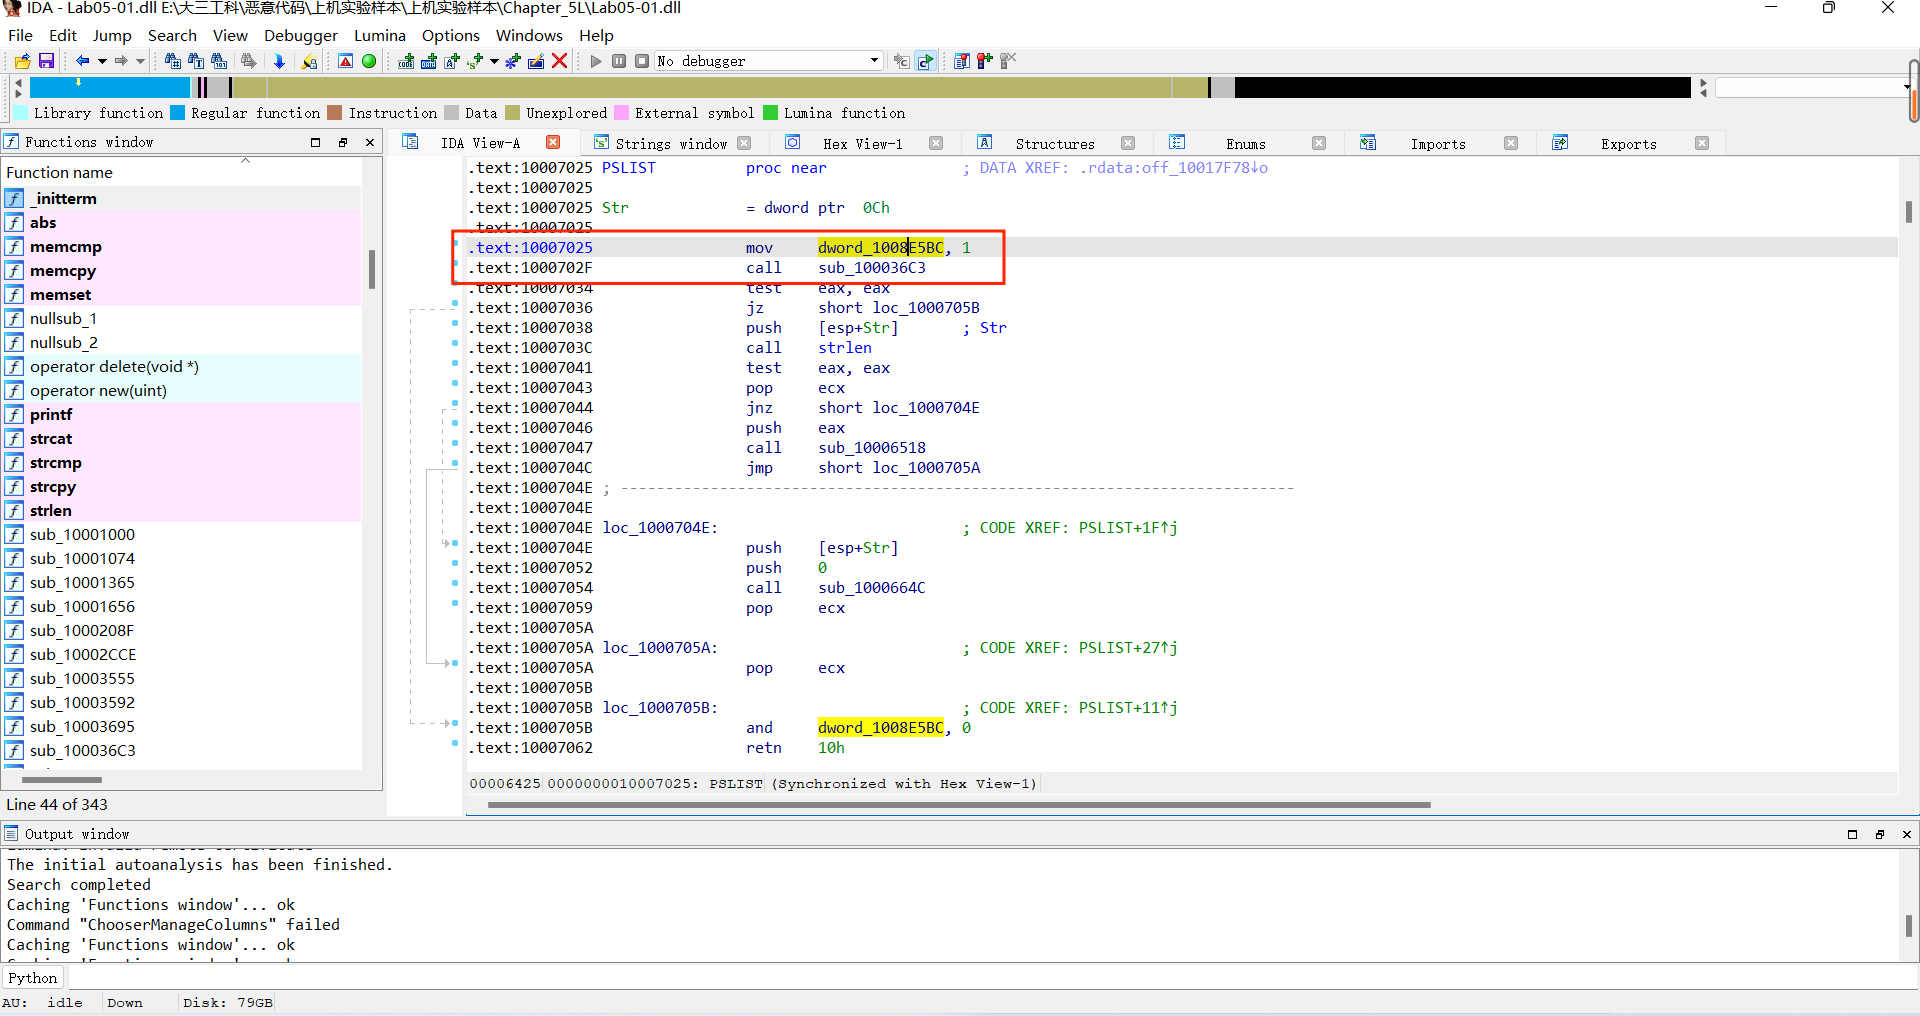 IDA - Lab05-01.dll E:\大三工科\恶意代码\上机实验样本\上机实验样本\Chapter_5L\Lab05-01.dll
File Edit Jump Search View Debugger Lumina Options Windows Help
No debugger
Library function Regular function Instruction Data Unexplored External symbol Lumina function
Functions window
IDA View-A Strings window Hex View-1 Structures Enums Imports Exports
Function name
_initterm
abs
memcmp
memcpy
memset
nullsub_1
nullsub_2
operator delete(void *)
operator new(uint)
printf
strcat
strcmp
strcpy
strlen
sub_10001000
sub_10001074
sub_10001365
sub_10001656
sub_1000208F
sub_10002CCE
sub_10003555
sub_10003592
sub_10003695
sub_100036C3
Line 44 of 343
.text:10007025 PSLIST proc near ; DATA XREF: .rdata:off_10017F78↓o
.text:10007025
.text:10007025 Str = dword ptr 0Ch
.text:10007025
.text:10007025 mov dword_1008E5BC, 1
.text:1000702F call sub_100036C3
.text:10007034 test eax, eax
.text:10007036 jz short loc_1000705B
.text:10007038 push [esp+Str] ; Str
.text:1000703C call strlen
.text:10007041 test eax, eax
.text:10007043 pop ecx
.text:10007044 jnz short loc_1000704E
.text:10007046 push eax
.text:10007047 call sub_10006518
.text:1000704C jmp short loc_1000705A
.text:1000704E ; ---------------------------------------------------------------------------
.text:1000704E
.text:1000704E loc_1000704E: ; CODE XREF: PSLIST+1F↑j
.text:1000704E push [esp+Str]
.text:10007052 push 0
.text:10007054 call sub_1000664C
.text:10007059 pop ecx
.text:1000705A
.text:1000705A loc_1000705A: ; CODE XREF: PSLIST+27↑j
.text:1000705A pop ecx
.text:1000705B
.text:1000705B loc_1000705B: ; CODE XREF: PSLIST+11↑j
.text:1000705B and dword_1008E5BC, 0
.text:10007062 retn 10h
00006425 0000000010007025: PSLIST (Synchronized with Hex View-1)
Output window
The initial autoanalysis has been finished.
Search completed
Caching 'Functions window'... ok
Command "ChooserManageColumns" failed
Caching 'Functions window'... ok
Python
AU: idle Down Disk: 79GB